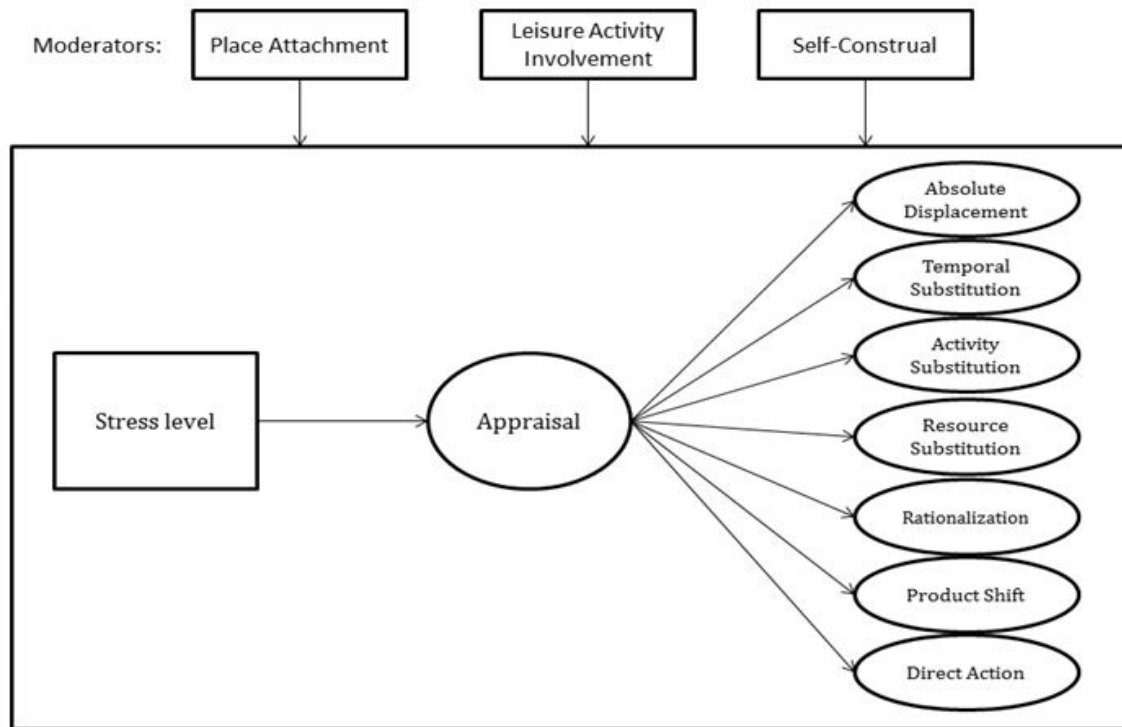 Moderators:
Place Attachment
Leisure Activity
Involvement
Self-Construal
Absolute
Displacement
Temporal
Substitution
Activity
Substitution
Stress level
Appraisal
Resource
Substitution
Rationalization
Product Shift
Direct Action